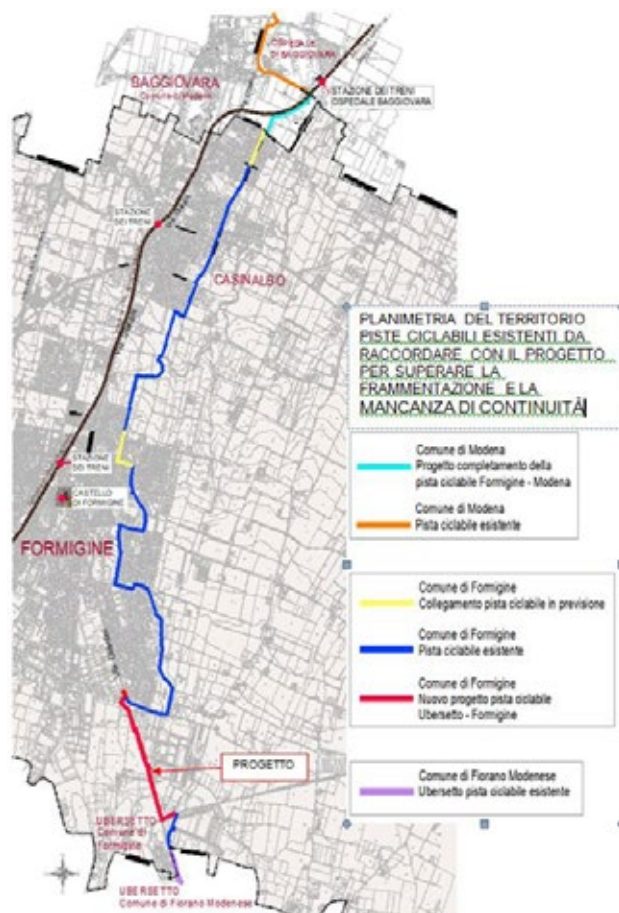 OSPEDALE
DI BAGGIOVARA
BAGGIOVARA
Comune di Modena
STAZIONE DEI TRENI
OSPEDALE BAGGIOVARA
STAZIONE
DEI TRENI
CASINALBO
PLANIMETRIA DEL TERRITORIO
PISTE CICLABILI ESISTENTI DA
RACCORDARE CON IL PROGETTO
PER SUPERARE LA
FRAMMENTAZIONE E LA
MANCANZA DI CONTINUITÀ
Comune di Modena
Progetto completamento della
pista ciclabile Formigine - Modena
Comune di Modena
Pista ciclabile esistente
STAZIONE
DEI TRENI
CASTELLO
DI FORMIGINE
FORMIGINE
Comune di Formigine
Collegamento pista ciclabile in previsione
Comune di Formigine
Pista ciclabile esistente
Comune di Formigine
Nuovo progetto pista ciclabile
Ubersetto - Formigine
PROGETTO
Comune di Fiorano Modenese
Ubersetto pista ciclabile esistente
UBERSETTO
Comune di
Formigine
UBERSETTO
Comune di Fiorano Modenese